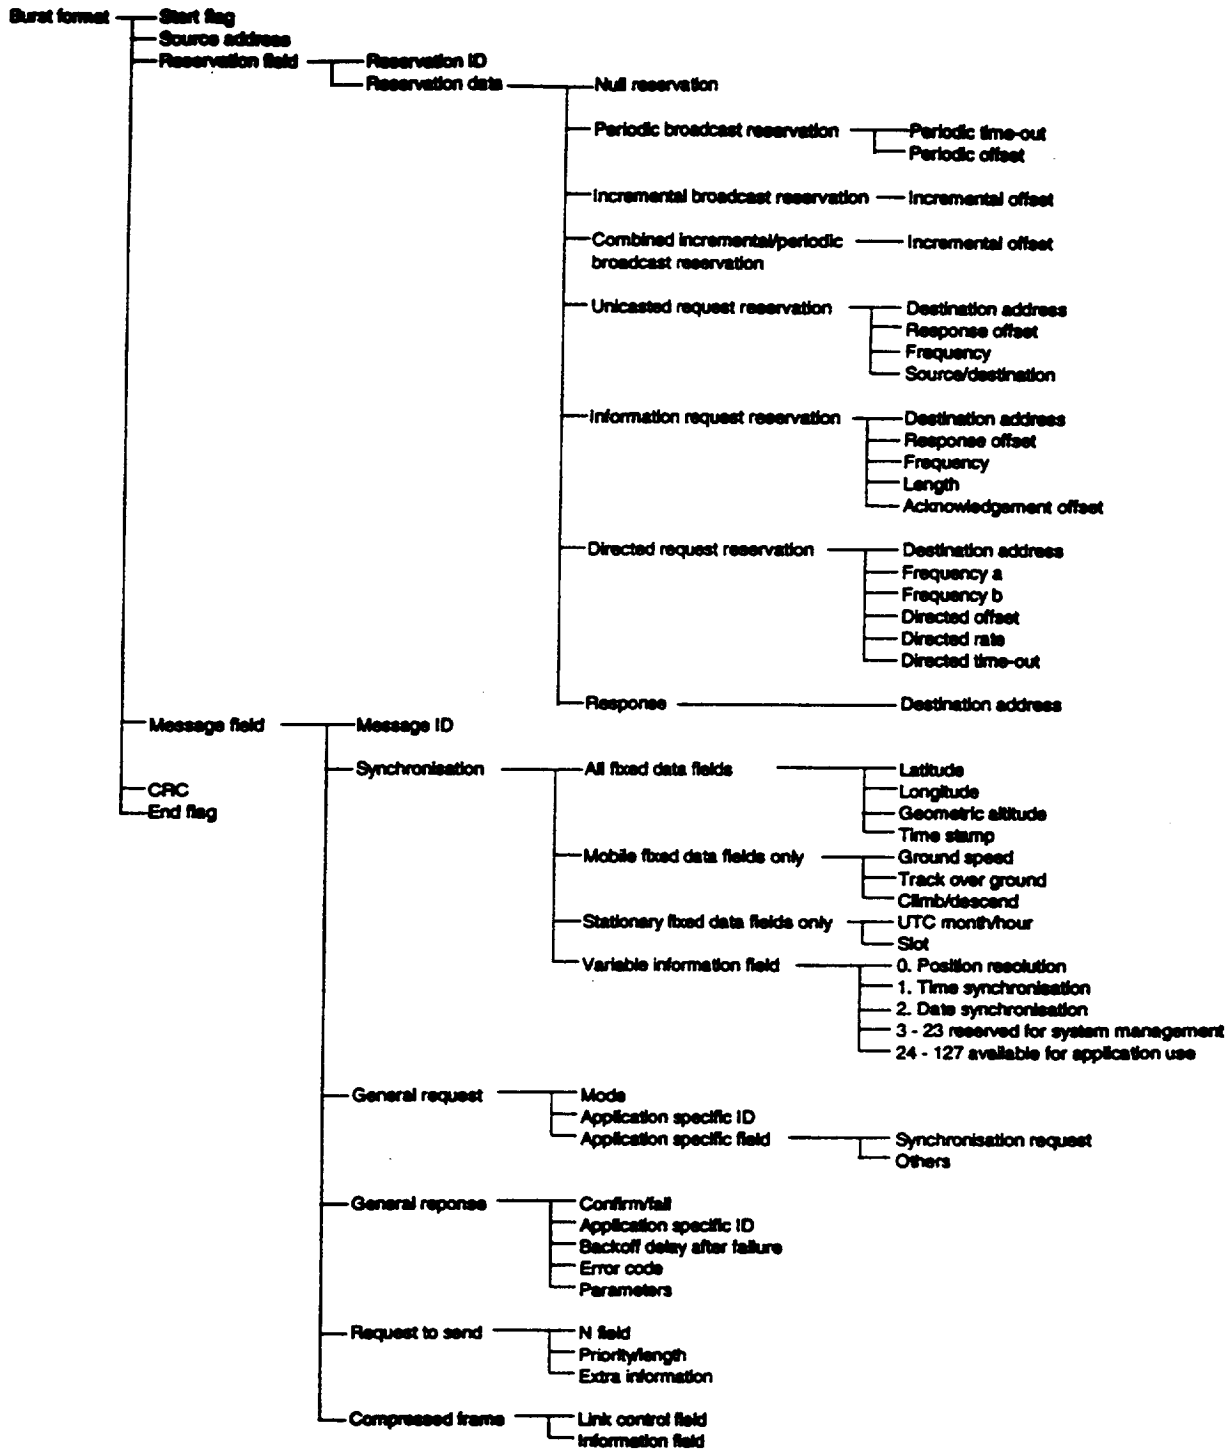 Burst format
Start flag
Source address
Reservation field
Reservation ID
Reservation data
Null reservation
Periodic broadcast reservation
Periodic time-out
Periodic offset
Incremental broadcast reservation
Incremental offset
Combined incremental/periodic
broadcast reservation
Incremental offset
Unicasted request reservation
Destination address
Response offset
Frequency
Source/destination
Information request reservation
Destination address
Response offset
Frequency
Length
Acknowledgement offset
Directed request reservation
Destination address
Frequency a
Frequency b
Directed offset
Directed rate
Directed time-out
Response
Destination address
Message field
Message ID
Synchronisation
All fixed data fields
Latitude
Longitude
Geometric altitude
Time stamp
Mobile fixed data fields only
Ground speed
Track over ground
Climb/descend
Stationary fixed data fields only
UTC month/hour
Slot
Variable information field
0. Position resolution
1. Time synchronisation
2. Date synchronisation
3 - 23 reserved for system management
24 - 127 available for application use
General request
Mode
Application specific ID
Application specific field
Synchronisation request
Others
General reponse
Confirm/fail
Application specific ID
Backoff delay after failure
Error code
Parameters
Request to send
N field
Priority/length
Extra information
Compressed frame
Link control field
Information field
CRC
End flag